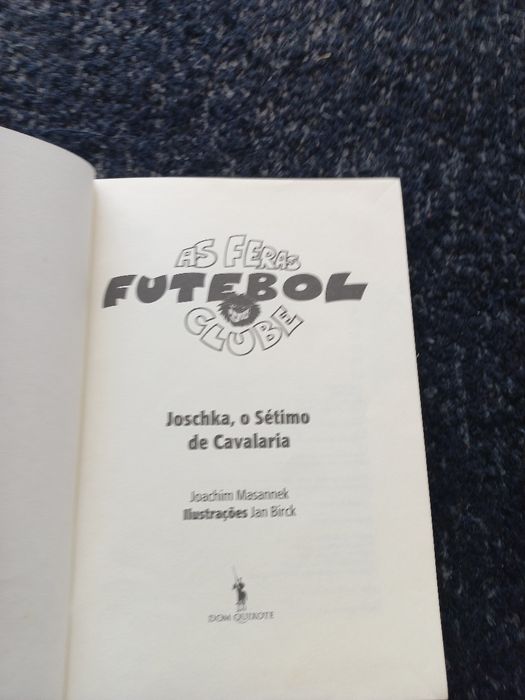 AS FERAS
FUTEBOL
CLUBE
Joschka, o Sétimo
de Cavalaria
Joachim Masannek
Ilustrações Jan Birck
DOM QUIXOTE